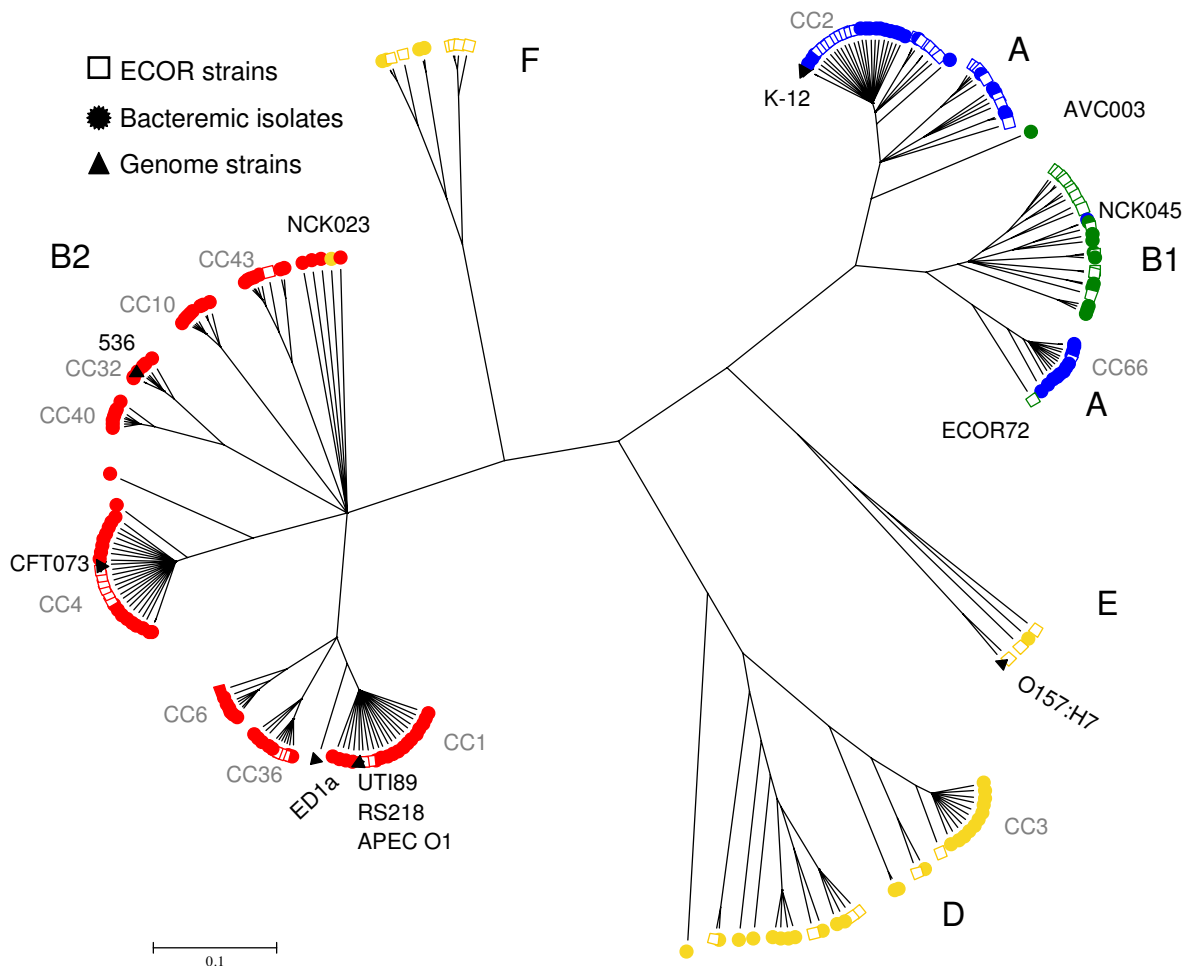 CC2
A
F
ECOR strains
K-12
Bacteremic isolates
AVC003
Genome strains
NCK023
NCK045
B2
CC43
B1
CC10
536
CC32
CC66
CC40
A
ECOR72
CFT073
CC4
E
O157:H7
CC6
CC1
CC36
ED1a
UTI89
RS218
APEC O1
CC3
D
0.1